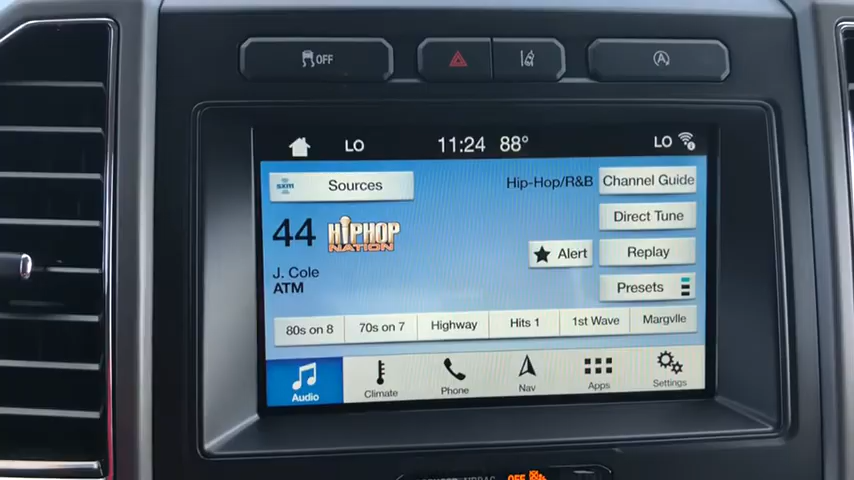 OFF
LO 11:24 88° LO
SXM Sources Hip-Hop/R&B Channel Guide
44 HIPHOP NATION Direct Tune
Alert Replay
J. Cole
ATM Presets
80s on 8 70s on 7 Highway Hits 1 1st Wave Margvlle
Audio Climate Phone Nav Apps Settings
OFF